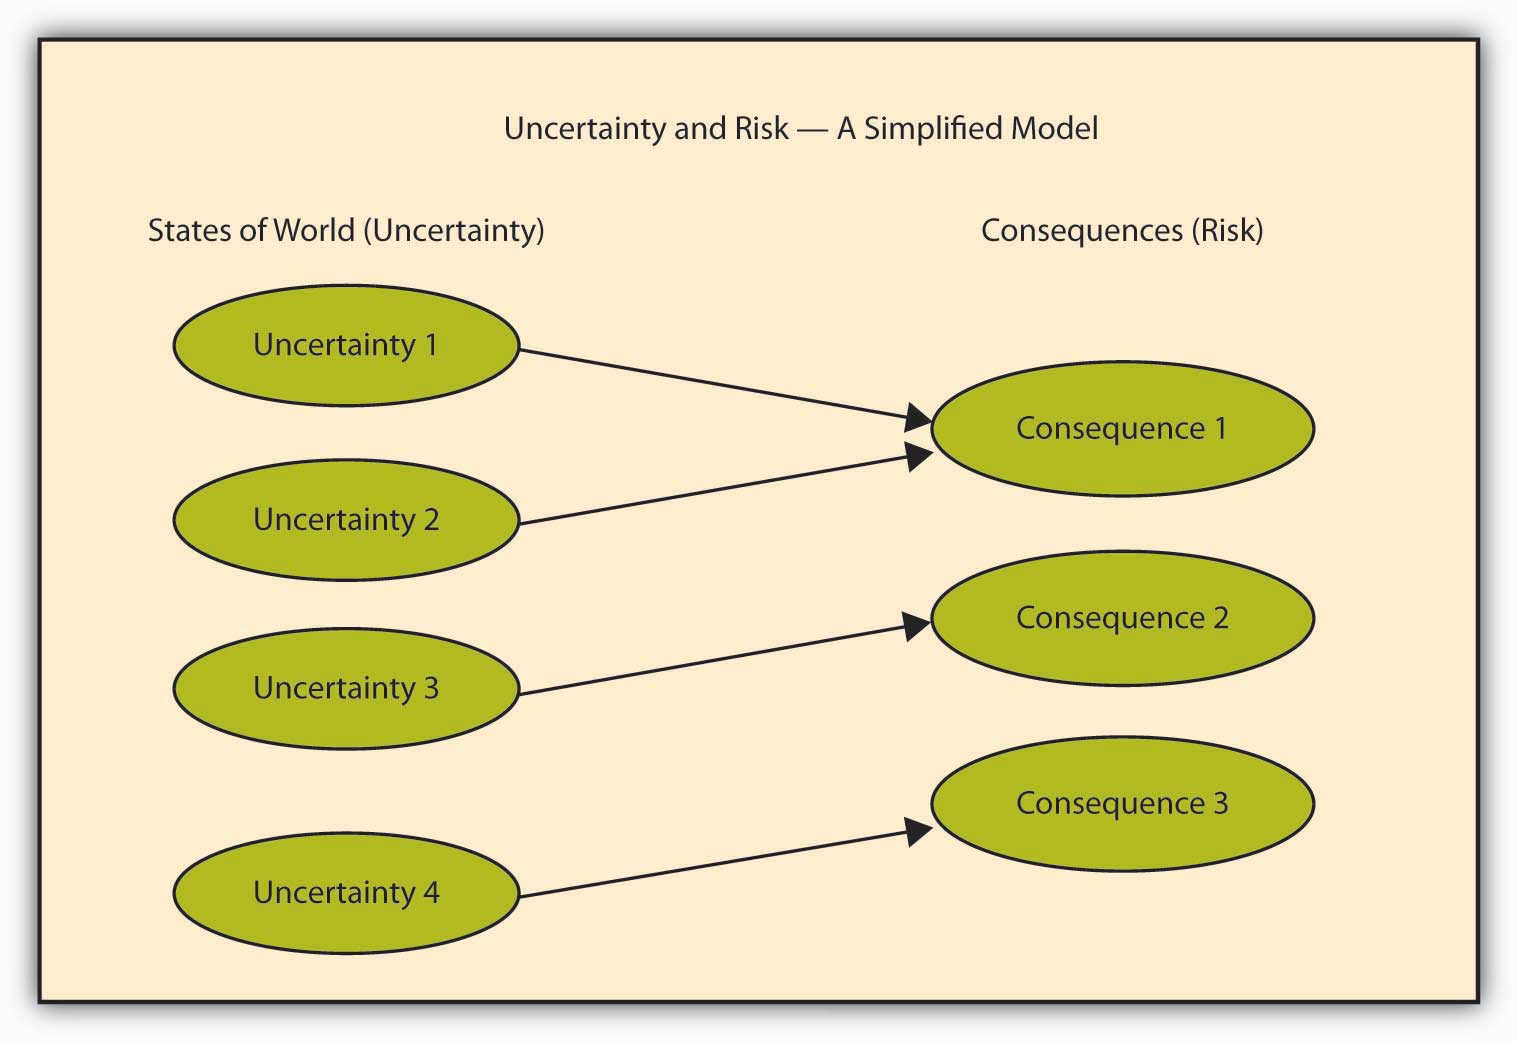 Uncertainty and Risk — A Simplified Model
States of World (Uncertainty)
Consequences (Risk)
Uncertainty 1
Consequence 1
Uncertainty 2
Consequence 2
Uncertainty 3
Consequence 3
Uncertainty 4